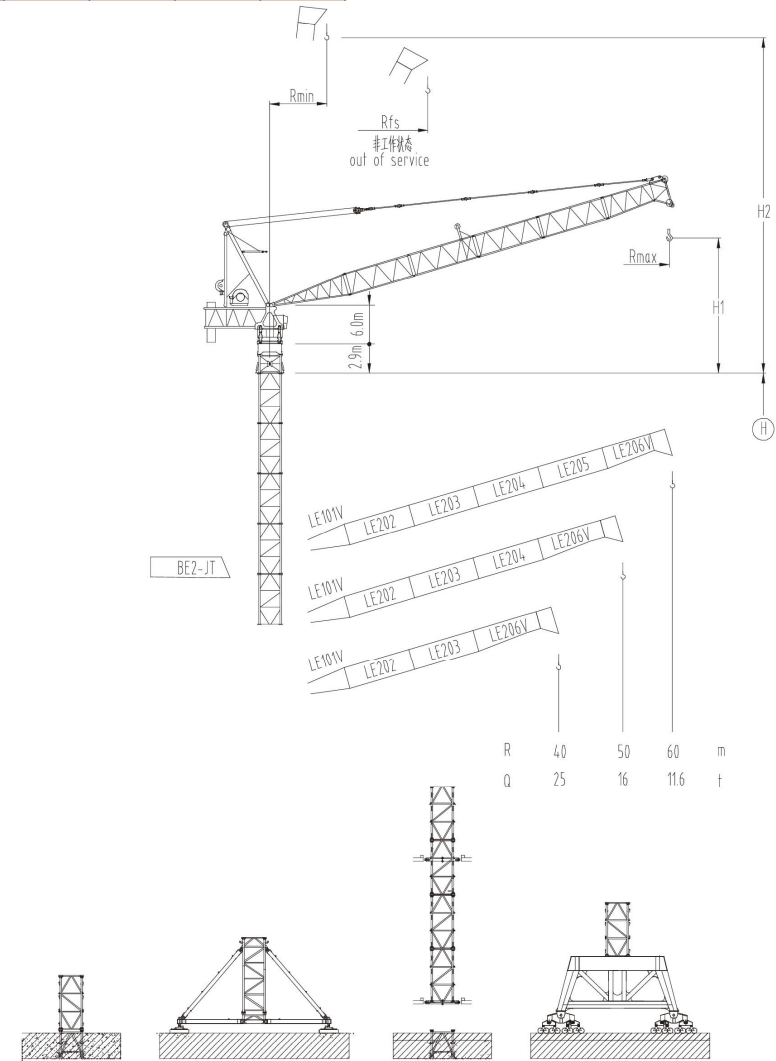 Rmin
Rfs
非工作状态
out of service
H2
Rmax
H1
6.0m
2.9m
H
LE101V LE202 LE203 LE204 LE205 LE206V
BE2-JT
LE101V LE202 LE203 LE204 LE206V
LE101V LE202 LE203 LE206V
R 40 50 60 m
Q 25 16 11.6 t